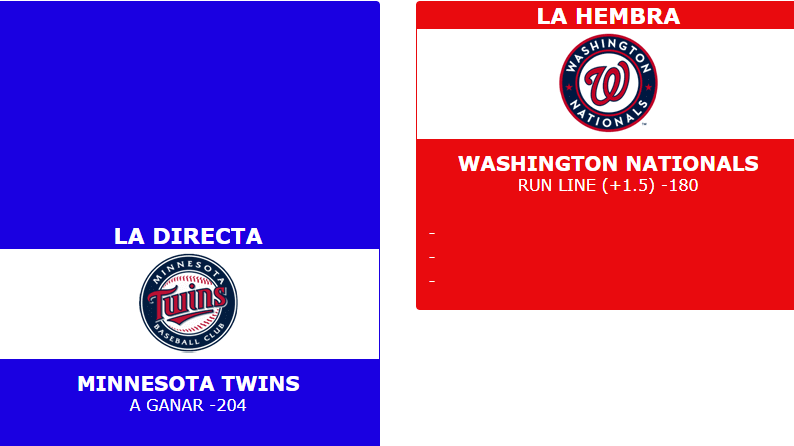 LA DIRECTA
MINNESOTA
Twins
BASEBALL CLUB
MINNESOTA TWINS
A GANAR -204
LA HEMBRA
WASHINGTON
W
NATIONALS
™
WASHINGTON NATIONALS
RUN LINE (+1.5) -180
-
-
-